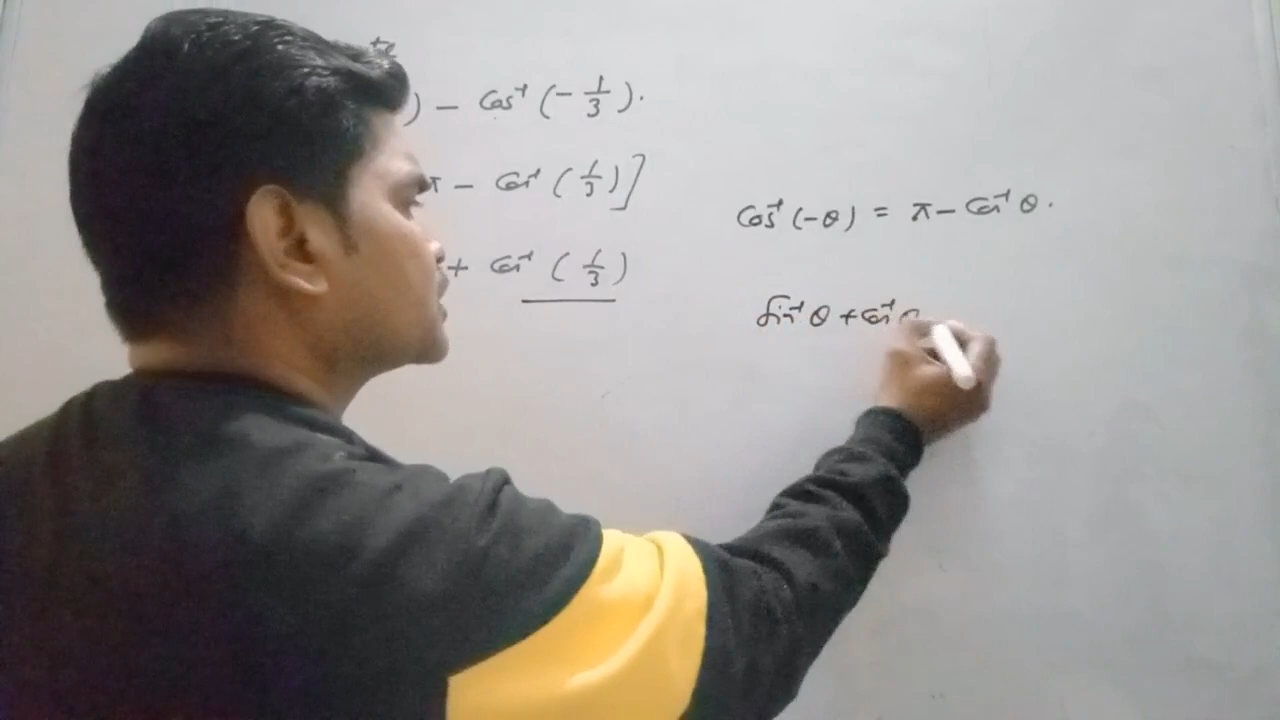 ) - Cos⁻¹ (- 1/3).
π - Cos⁻¹ (1/3)]
+ Cos⁻¹ (1/3)
Cos⁻¹ (-θ) = π - Cos⁻¹ θ.
Sin⁻¹ θ + Cos⁻¹ θ